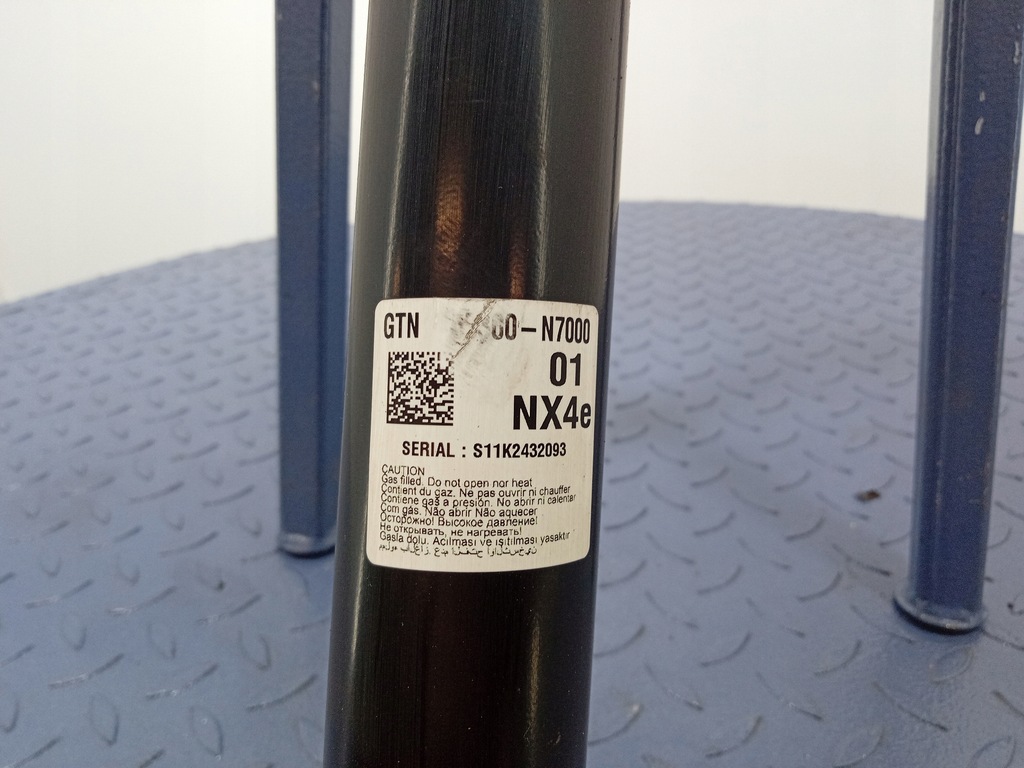 GTN 00-N7000
01
NX4e
SERIAL : S11K2432093
CAUTION
Gas filled. Do not open nor heat
Contient du gaz. Ne pas ouvrir ni chauffer
Contiene gas a presion. No abrir ni calentar
Com gás. Não abrir Não aquecer
Осторожно! Высокое давление!
Не открывать, не нагревать!
Gasla dolu. Acılması ve ısıtılması yasaktır